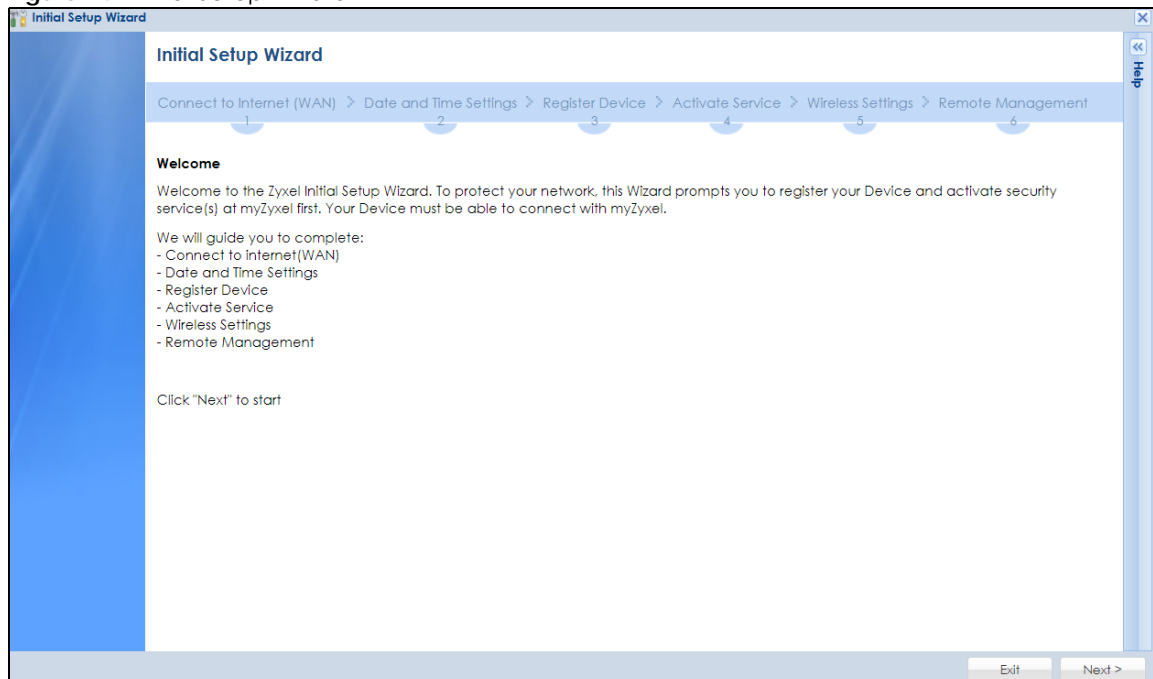 Initial Setup Wizard
Initial Setup Wizard
Help
Connect to Internet (WAN) > Date and Time Settings > Register Device > Activate Service > Wireless Settings > Remote Management
1 2 3 4 5 6
Welcome
Welcome to the Zyxel Initial Setup Wizard. To protect your network, this Wizard prompts you to register your Device and activate security
service(s) at myZyxel first. Your Device must be able to connect with myZyxel.
We will guide you to complete:
- Connect to internet(WAN)
- Date and Time Settings
- Register Device
- Activate Service
- Wireless Settings
- Remote Management
Click "Next" to start
Exit Next >